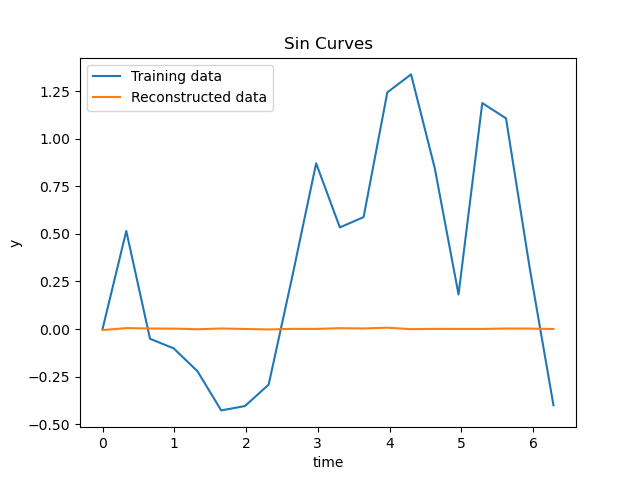 Sin Curves
Training data
Reconstructed data
1.25
1.00
0.75
0.50
0.25
0.00
−0.25
−0.50
y
0 1 2 3 4 5 6
time